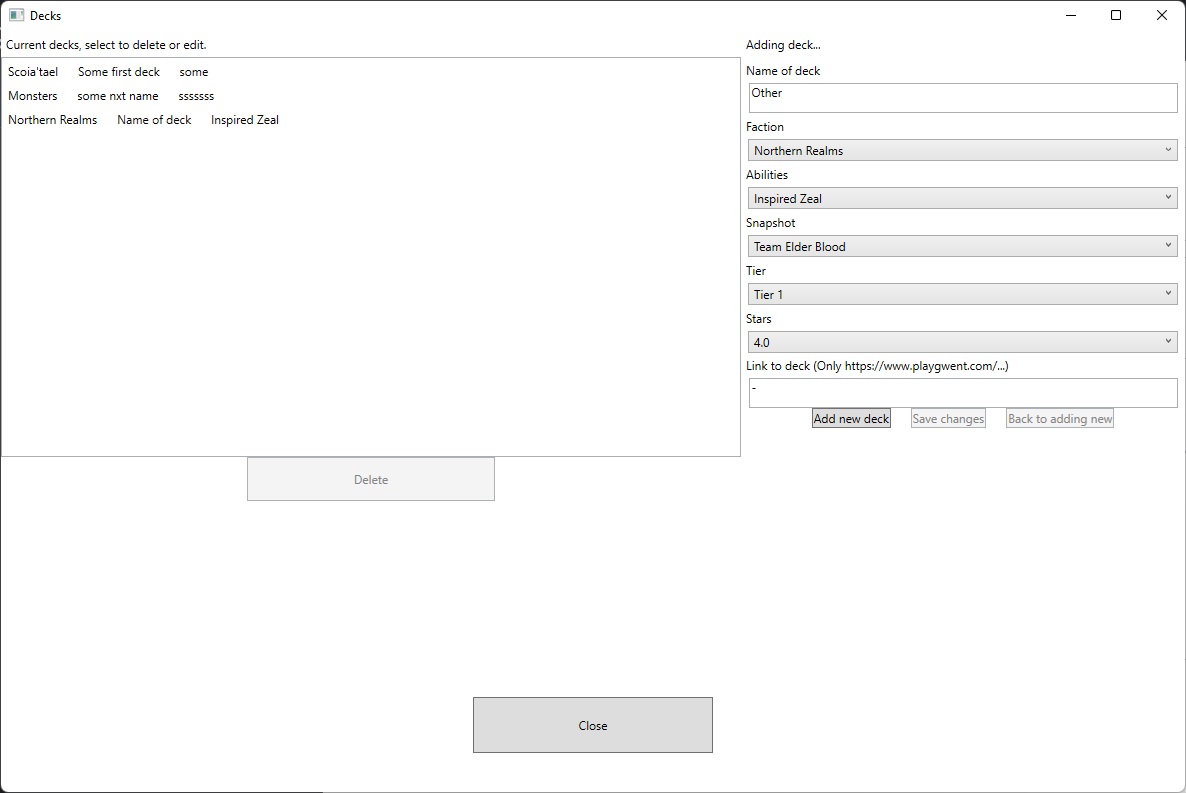 Decks
Current decks, select to delete or edit.
Scoia'tael Some first deck some
Monsters some nxt name sssssss
Northern Realms Name of deck Inspired Zeal
Delete
Adding deck...
Name of deck
Other
Faction
Northern Realms
Abilities
Inspired Zeal
Snapshot
Team Elder Blood
Tier
Tier 1
Stars
4.0
Link to deck (Only https://www.playgwent.com/...)
-
Add new deck Save changes Back to adding new
Close